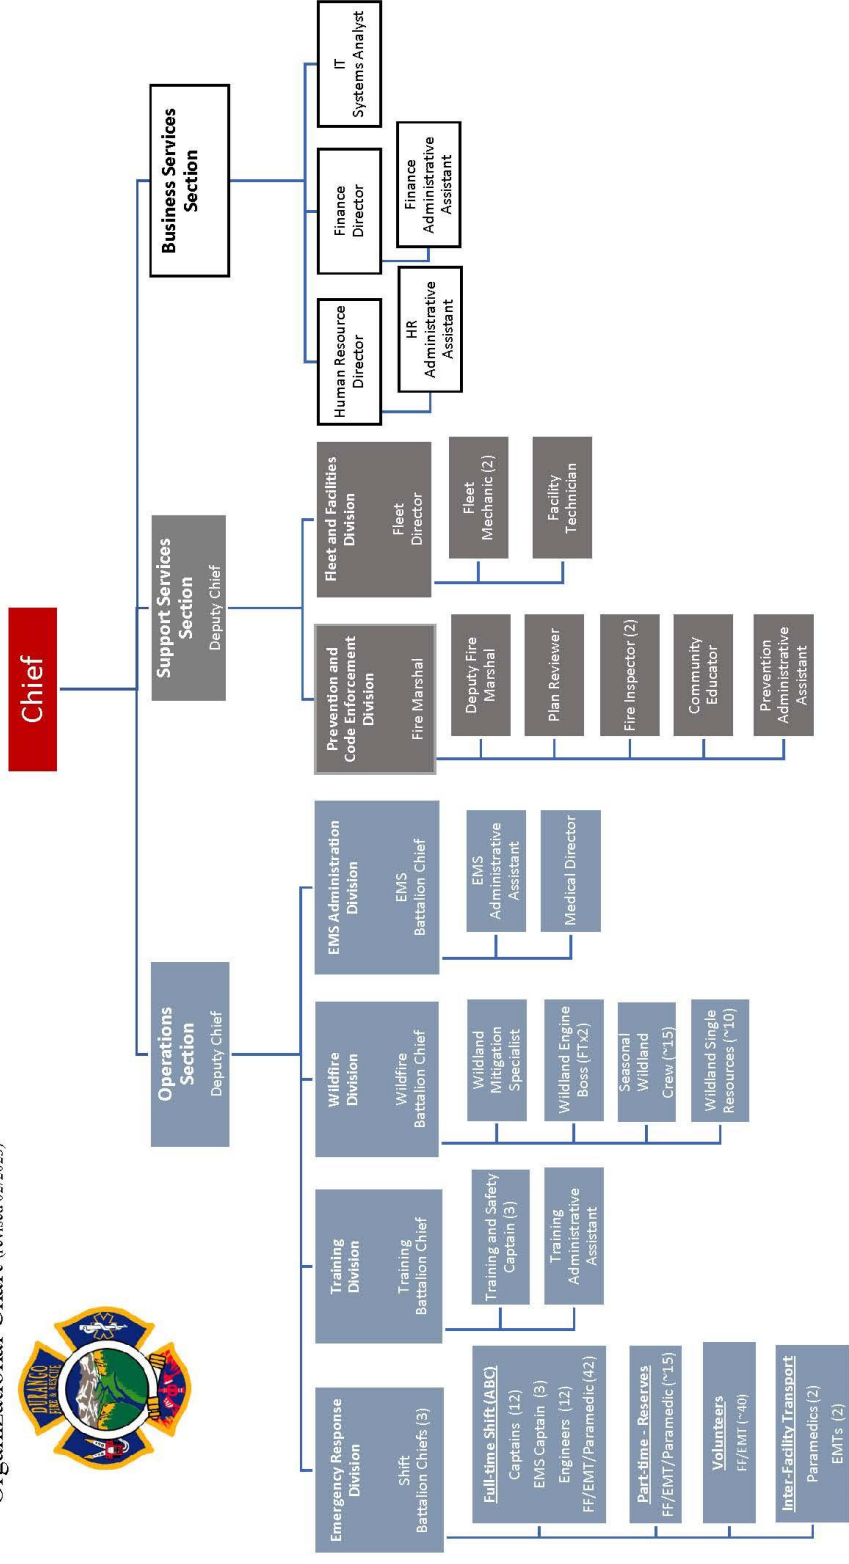 Organizational Chart (revised 02/2023)
DURANGO
FIRE & RESCUE
Chief
Operations
Section
Deputy Chief
Support Services
Section
Deputy Chief
Business Services
Section
Emergency Response
Division
Shift
Battalion Chiefs (3)
Full-time Shift (ABC)
Captains (12)
EMS Captain (3)
Engineers (12)
FF/EMT/Paramedic(42)
Part-time - Reserves
FF/EMT/Paramedic (~15)
Volunteers
FF/EMT (~40)
Inter-Facility Transport
Paramedics (2)
EMTs (2)
Training
Division
Training
Battalion Chief
Training and Safety
Captain (3)
Training
Administrative
Assistant
Wildfire
Division
Wildfire
Battalion Chief
Wildland
Mitigation
Specialist
Wildland Engine
Boss (FTx2)
Seasonal
Wildland
Crew (~15)
Wildland Single
Resources (~10)
EMS Administration
Division
EMS
Battalion Chief
EMS
Administrative
Assistant
Medical Director
Prevention and
Code Enforcement
Division
Fire Marshal
Deputy Fire
Marshal
Plan Reviewer
Fire Inspector (2)
Community
Educator
Prevention
Administrative
Assistant
Fleet and Facilities
Division
Fleet
Director
Fleet
Mechanic (2)
Facility
Technician
Human Resource
Director
HR
Administrative
Assistant
Finance
Director
Finance
Administrative
Assistant
IT
Systems Analyst